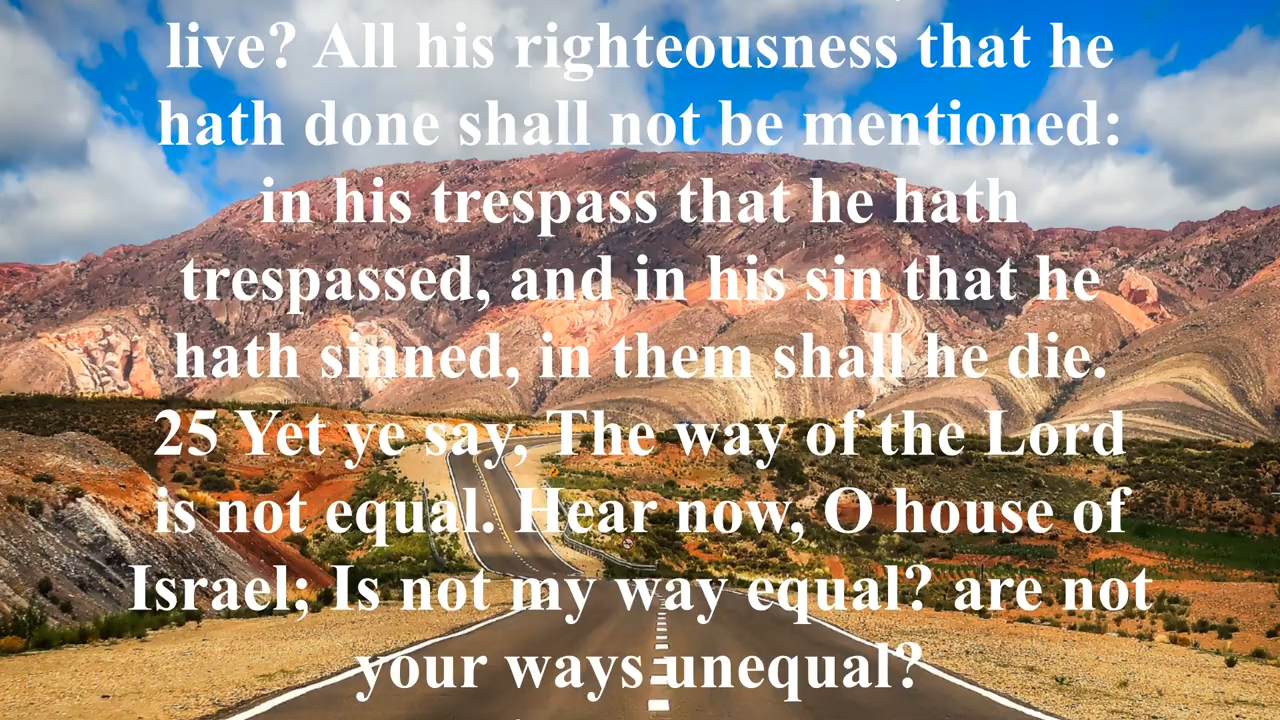 live? All his righteousness that he
hath done shall not be mentioned:
in his trespass that he hath
trespassed, and in his sin that he
hath sinned, in them shall he die.
25 Yet ye say, The way of the Lord
is not equal. Hear now, O house of
Israel; Is not my way equal? are not
your ways unequal?